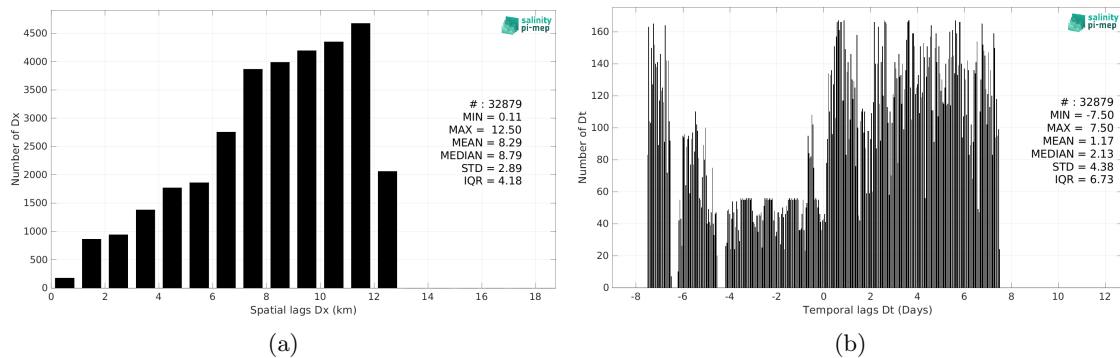 4500
4000
3500
3000
2500
2000
1500
1000
500
0
Number of Dx
salinity
pi-mep
# : 32879
MIN = 0.11
MAX = 12.50
MEAN = 8.29
MEDIAN = 8.79
STD = 2.89
IQR = 4.18
0 2 4 6 8 10 12 14 16 18
Spatial lags Dx (km)
(a)
160
140
120
100
80
60
40
20
0
Number of Dt
salinity
pi-mep
# : 32879
MIN = -7.50
MAX = 7.50
MEAN = 1.17
MEDIAN = 2.13
STD = 4.38
IQR = 6.73
-8 -6 -4 -2 0 2 4 6 8 10 12
Temporal lags Dt (Days)
(b)